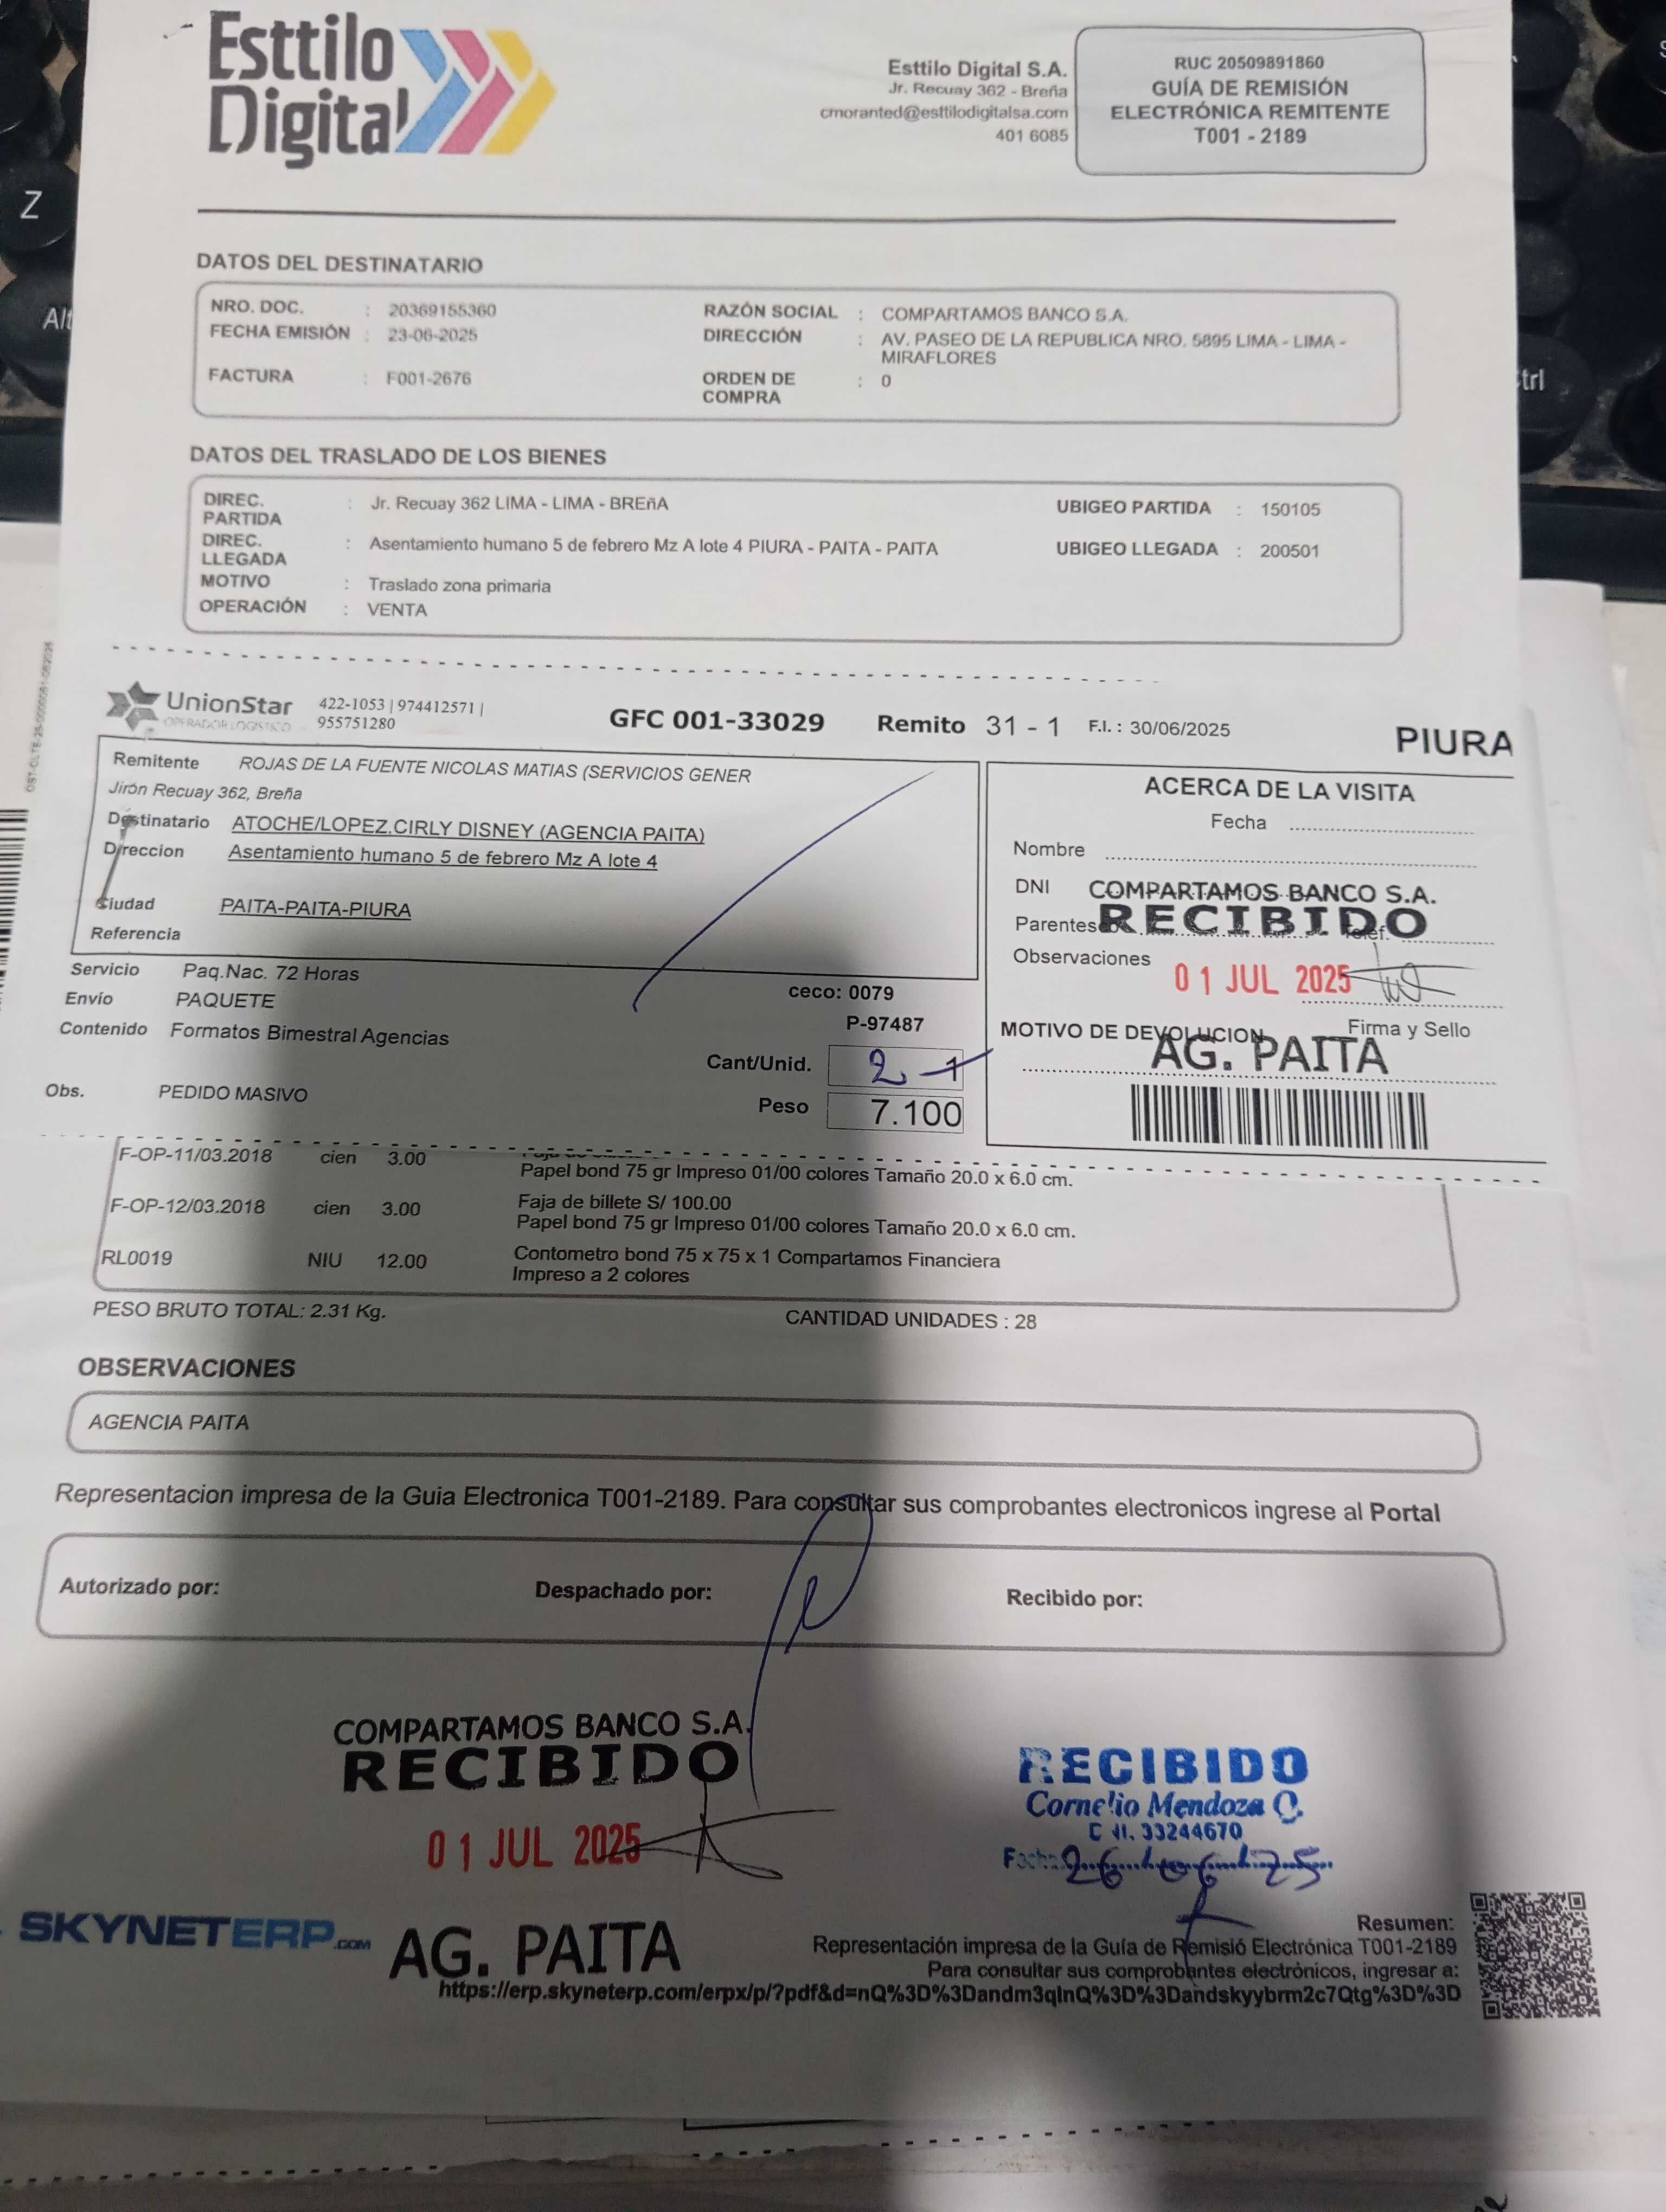 Esttilo
Digital
Esttilo Digital S.A.
Jr. Recuay 362 - Breña
cmoranted@esttilodigitalsa.com
401 6085
RUC 20509891860
GUÍA DE REMISIÓN
ELECTRÓNICA REMITENTE
T001 - 2189
DATOS DEL DESTINATARIO
NRO. DOC. : 20369155360
FECHA EMISIÓN : 23-06-2025
FACTURA : F001-2676
RAZÓN SOCIAL : COMPARTAMOS BANCO S.A.
DIRECCIÓN : AV. PASEO DE LA REPUBLICA NRO. 5895 LIMA - LIMA -
MIRAFLORES
ORDEN DE : 0
COMPRA
DATOS DEL TRASLADO DE LOS BIENES
DIREC. : Jr. Recuay 362 LIMA - LIMA - BREñA
PARTIDA
UBIGEO PARTIDA : 150105
DIREC. : Asentamiento humano 5 de febrero Mz A lote 4 PIURA - PAITA - PAITA
LLEGADA
UBIGEO LLEGADA : 200501
MOTIVO : Traslado zona primaria
OPERACIÓN : VENTA
UnionStar
OPERADOR LOGISTICO
422-1053 | 974412571 |
955751280
GFC 001-33029
Remito 31 - 1
F.I. : 30/06/2025
PIURA
Remitente ROJAS DE LA FUENTE NICOLAS MATIAS (SERVICIOS GENER
Jirón Recuay 362, Breña
Destinatario ATOCHE/LOPEZ.CIRLY DISNEY (AGENCIA PAITA)
Direccion Asentamiento humano 5 de febrero Mz A lote 4
Ciudad PAITA-PAITA-PIURA
Referencia
ACERCA DE LA VISITA
Fecha
Nombre
DNI
COMPARTAMOS BANCO S.A.
RECIBIDO
Observaciones
01 JUL 2025
Firma y Sello
MOTIVO DE DEVOLUCION
AG. PAITA
Servicio Paq.Nac. 72 Horas
Envío PAQUETE
Contenido Formatos Bimestral Agencias
ceco: 0079
P-97487
Cant/Unid. 2 1
Peso 7.100
Obs. PEDIDO MASIVO
F-OP-11/03.2018 cien 3.00
Papel bond 75 gr Impreso 01/00 colores Tamaño 20.0 x 6.0 cm.
F-OP-12/03.2018 cien 3.00 Faja de billete S/ 100.00
Papel bond 75 gr Impreso 01/00 colores Tamaño 20.0 x 6.0 cm.
RL0019 NIU 12.00 Contometro bond 75 x 75 x 1 Compartamos Financiera
Impreso a 2 colores
PESO BRUTO TOTAL: 2.31 Kg.
CANTIDAD UNIDADES : 28
OBSERVACIONES
AGENCIA PAITA
Representacion impresa de la Guia Electronica T001-2189. Para consultar sus comprobantes electronicos ingrese al Portal
Autorizado por:
Despachado por:
Recibido por:
COMPARTAMOS BANCO S.A.
RECIBIDO
01 JUL 2025
AG. PAITA
RECIBIDO
Cornelio Mendoza C.
33244670
26 06 25
SKYNETERP.COM
Resumen:
Representación impresa de la Guía de Remisió Electrónica T001-2189
Para consultar sus comprobantes electrónicos, ingresar a:
https://erp.skyneterp.com/erpx/p/?pdf&d=nQ%3D%3Dandm3qlnQ%3D%3Dandskyybrm2c7Qtg%3D%3D
Z
Alt